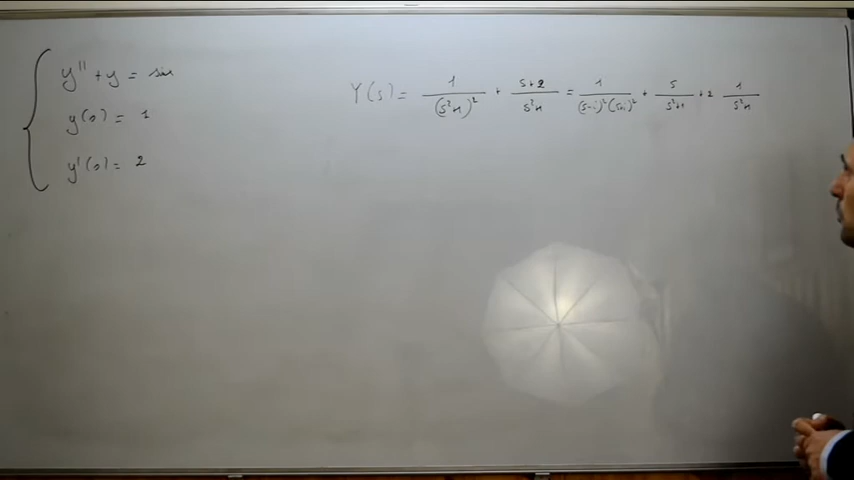 y'' + y = sin
y(0) = 1
y'(0) = 2
Y(s) = 1/(s²+1)² + (s+2)/(s²+1) = 1/((s-i)²(s+i)²) + s/(s²+1) + 2 1/(s²+1)